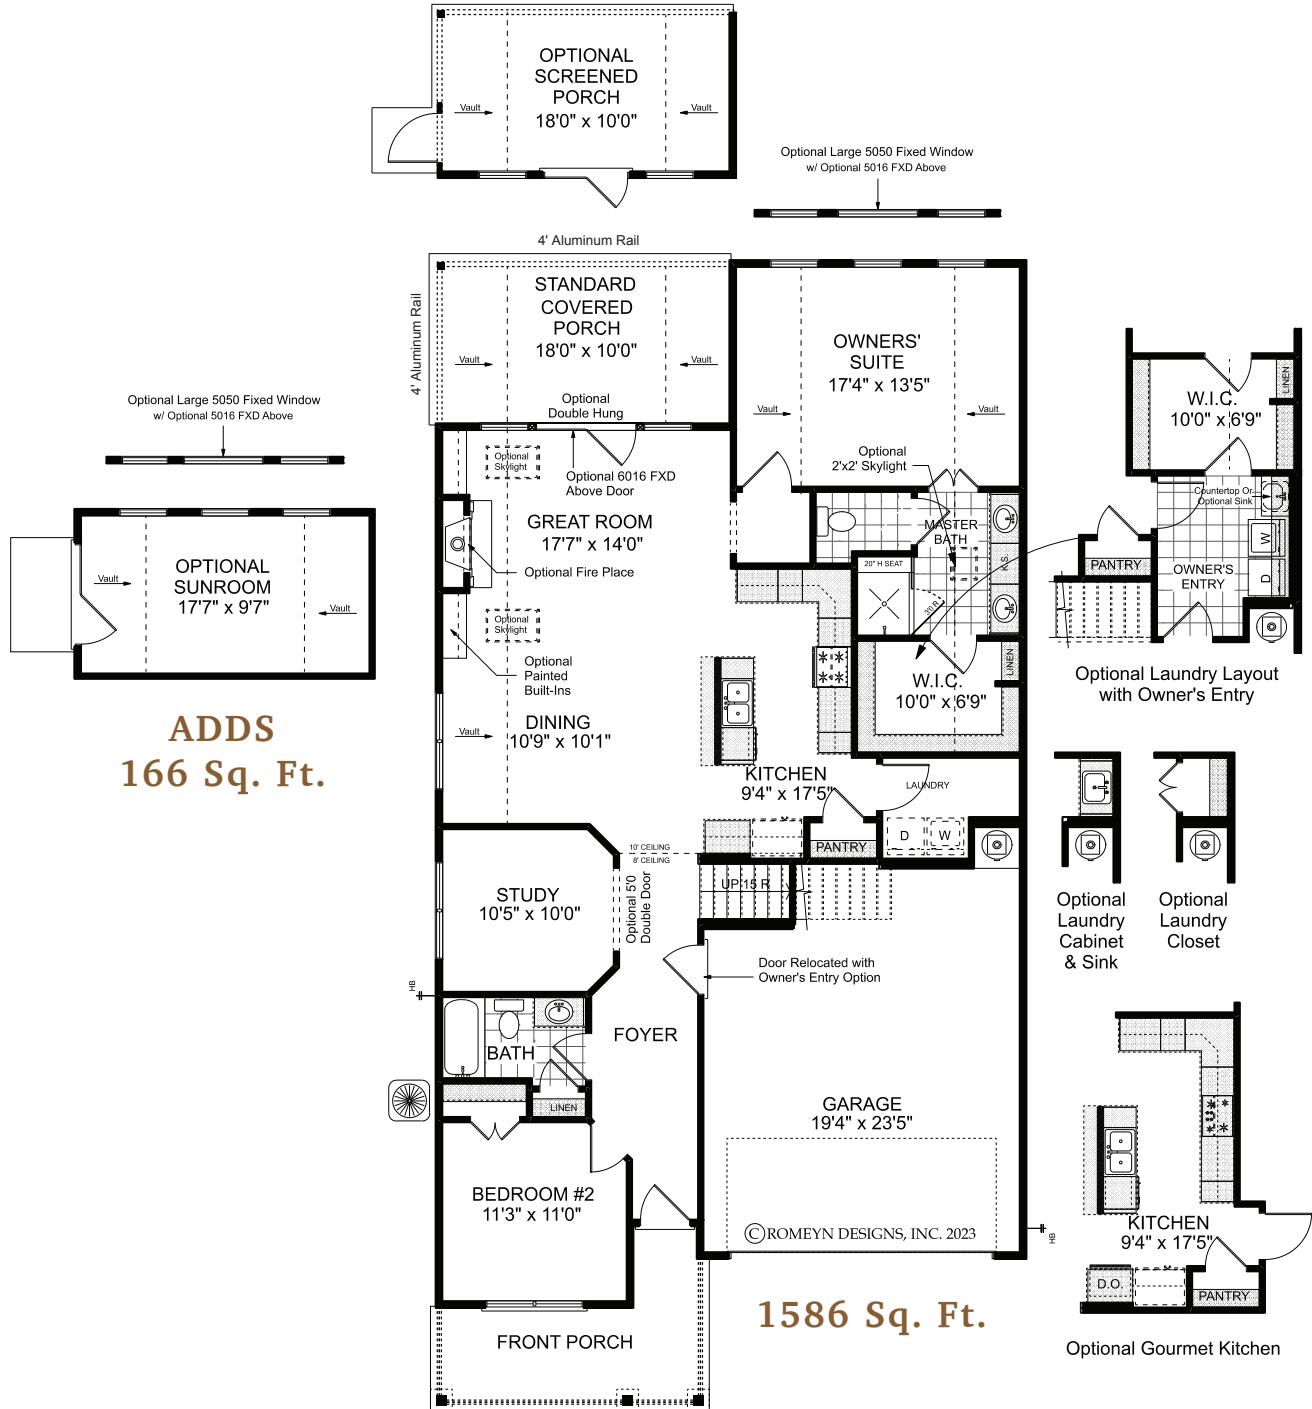 OPTIONAL
SCREENED
PORCH
18'0" x 10'0"
Vault
Vault
Optional Large 5050 Fixed Window
w/ Optional 5016 FXD Above
4' Aluminum Rail
4' Aluminum Rail
STANDARD
COVERED
PORCH
18'0" x 10'0"
Vault
Vault
Optional
Double Hung
OWNERS'
SUITE
17'4" x 13'5"
Vault
Vault
Optional
2'x2' Skylight
Optional Large 5050 Fixed Window
w/ Optional 5016 FXD Above
OPTIONAL
SUNROOM
17'7" x 9'7"
Vault
Vault
ADDS
166 Sq. Ft.
Optional
Skylight
Optional 6016 FXD
Above Door
GREAT ROOM
17'7" x 14'0"
Optional Fire Place
Optional
Skylight
Optional
Painted
Built-Ins
DINING
10'9" x 10'1"
Vault
MASTER
BATH
20" H SEAT
3'0 R
K.S.
W.I.C.
10'0" x 6'9"
LINEN
KITCHEN
9'4" x 17'5"
LAUNDRY
PANTRY
D
W
10' CEILING
8' CEILING
UP 15 R
STUDY
10'5" x 10'0"
Optional 5'0
Double Door
Door Relocated with
Owner's Entry Option
HB
FOYER
BATH
LINEN
BEDROOM #2
11'3" x 11'0"
GARAGE
19'4" x 23'5"
©ROMEYN DESIGNS, INC. 2023
HB
1586 Sq. Ft.
FRONT PORCH
W.I.C.
10'0" x 6'9"
LINEN
Countertop Or
Optional Sink
W
D
PANTRY
OWNER'S
ENTRY
Optional Laundry Layout
with Owner's Entry
Optional
Laundry
Cabinet
& Sink
Optional
Laundry
Closet
KITCHEN
9'4" x 17'5"
D.O.
PANTRY
Optional Gourmet Kitchen